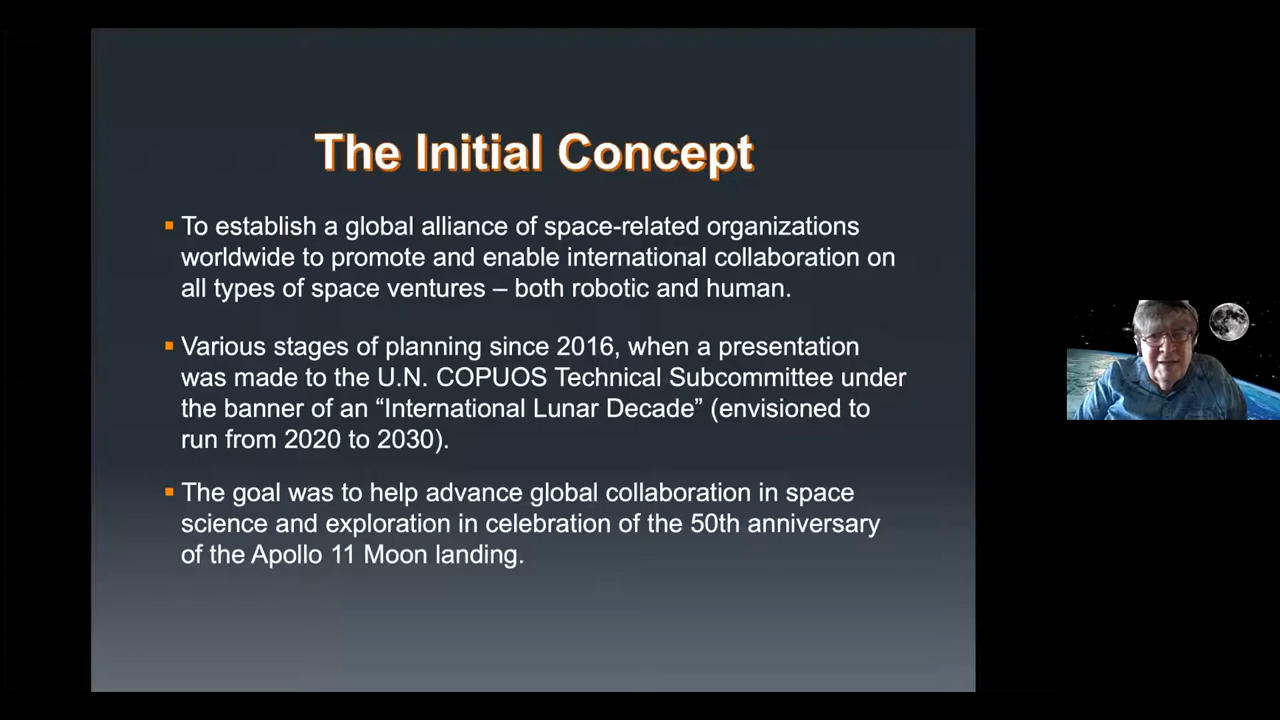 The Initial Concept
▪ To establish a global alliance of space-related organizations
worldwide to promote and enable international collaboration on
all types of space ventures – both robotic and human.
▪ Various stages of planning since 2016, when a presentation
was made to the U.N. COPUOS Technical Subcommittee under
the banner of an “International Lunar Decade” (envisioned to
run from 2020 to 2030).
▪ The goal was to help advance global collaboration in space
science and exploration in celebration of the 50th anniversary
of the Apollo 11 Moon landing.